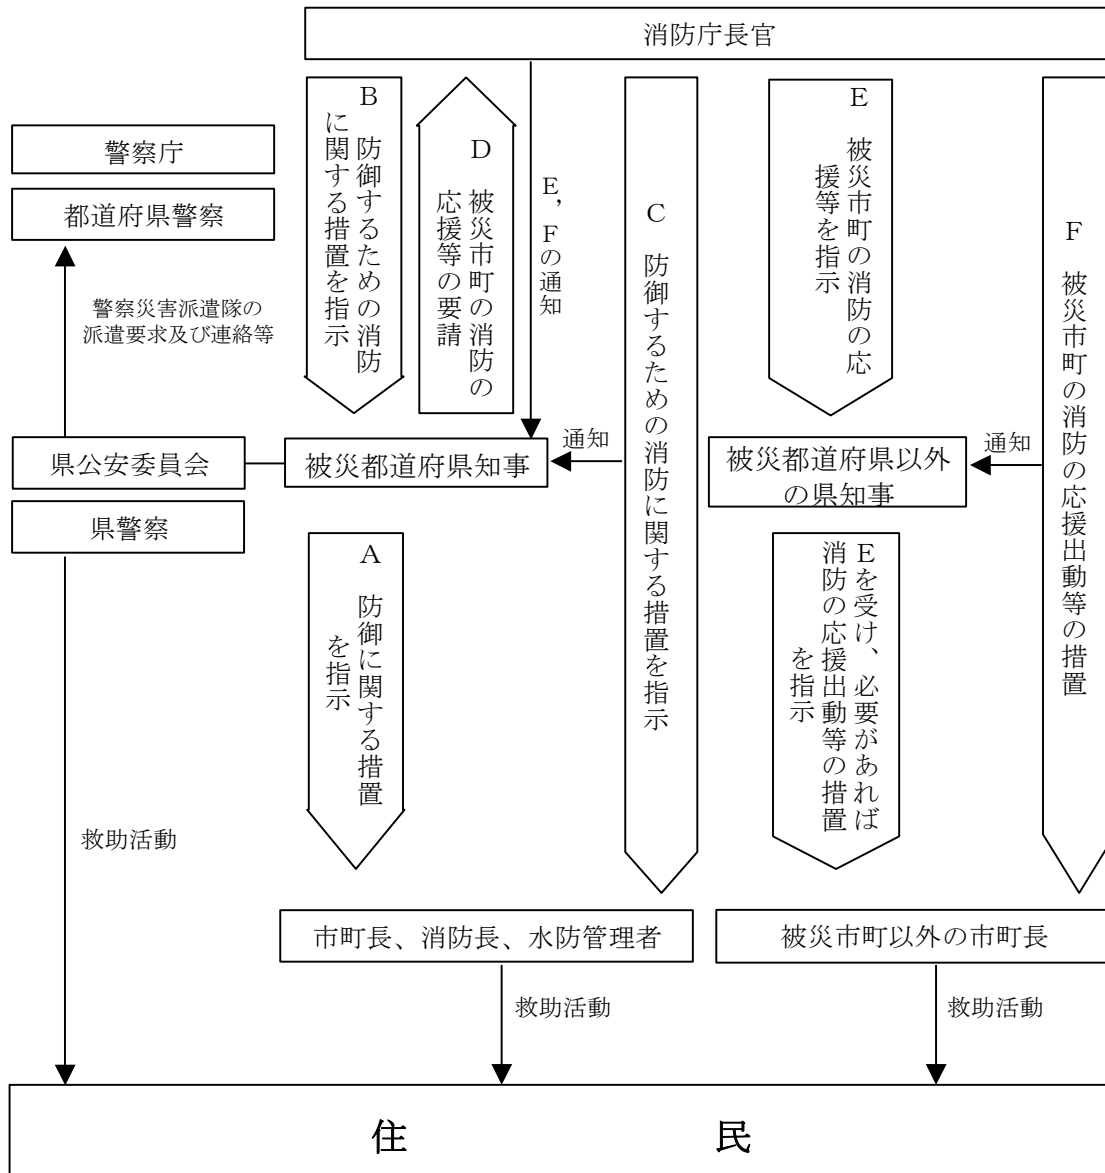 消防庁長官
警察庁
都道府県警察
警察災害派遣隊の
派遣要求及び連絡等
B　防御するための消防
に関する措置を指示
D　被災市町の消防の
応援等の要請
E，Fの通知
C　防御するための消防に関する措置を指示
E　被災市町の消防の応
援等を指示
F　被災市町の消防の応援出動等の措置
県公安委員会
被災都道府県知事
通知
被災都道府県以外
の県知事
通知
県警察
A　防御に関する措置
を指示
Eを受け、必要があれば
消防の応援出動等の措置
を指示
救助活動
市町長、消防長、水防管理者
被災市町以外の市町長
救助活動
救助活動
住　民